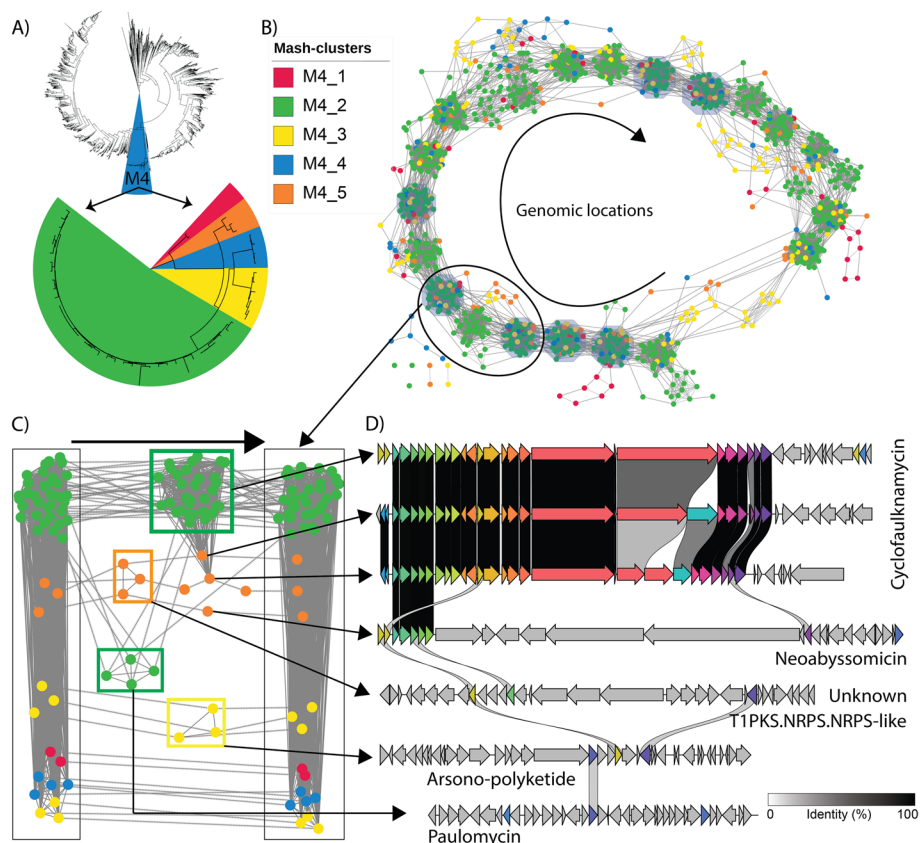 A)
M4
B)
Mash-clusters
M4_1
M4_2
M4_3
M4_4
M4_5
Genomic locations
C)
D)
Cyclofaulknamycin
Neoabyssomicin
Unknown
T1PKS.NRPS.NRPS-like
Arsono-polyketide
Paulomycin
0
Identity (%)
100